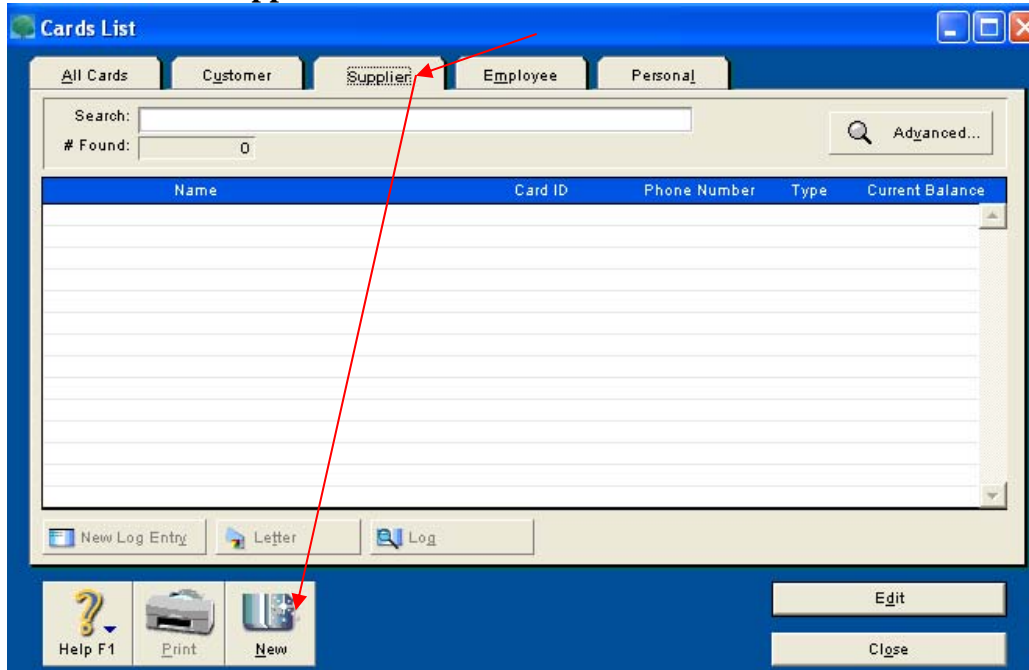 Cards List
All Cards Customer Supplier Employee Personal
Search:
# Found: 0
Advanced...
Name Card ID Phone Number Type Current Balance
New Log Entry Letter Log
Help F1 Print New
Edit
Close